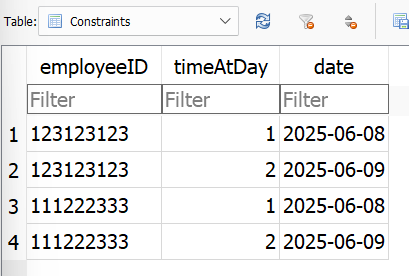 Table: Constraints
employeeID timeAtDay date
Filter Filter Filter
1 123123123 1 2025-06-08
2 123123123 2 2025-06-09
3 111222333 1 2025-06-08
4 111222333 2 2025-06-09